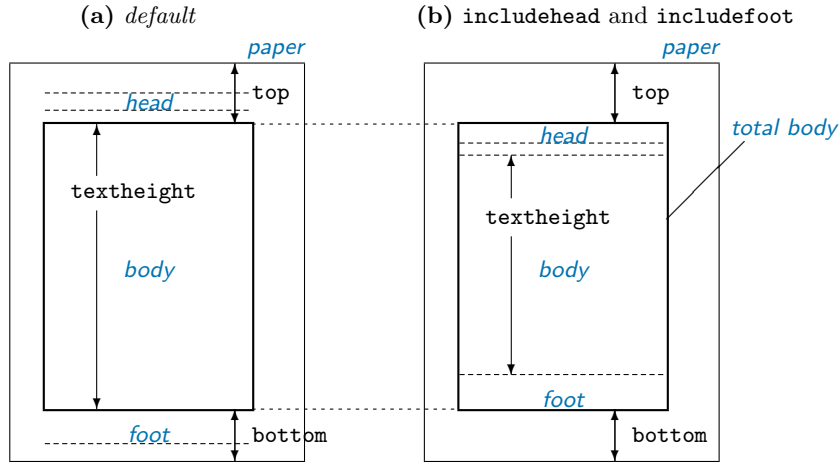 (a) default
paper
head
top
textheight
body
foot
bottom
(b) includehead and includefoot
paper
top
head
total body
textheight
body
foot
bottom